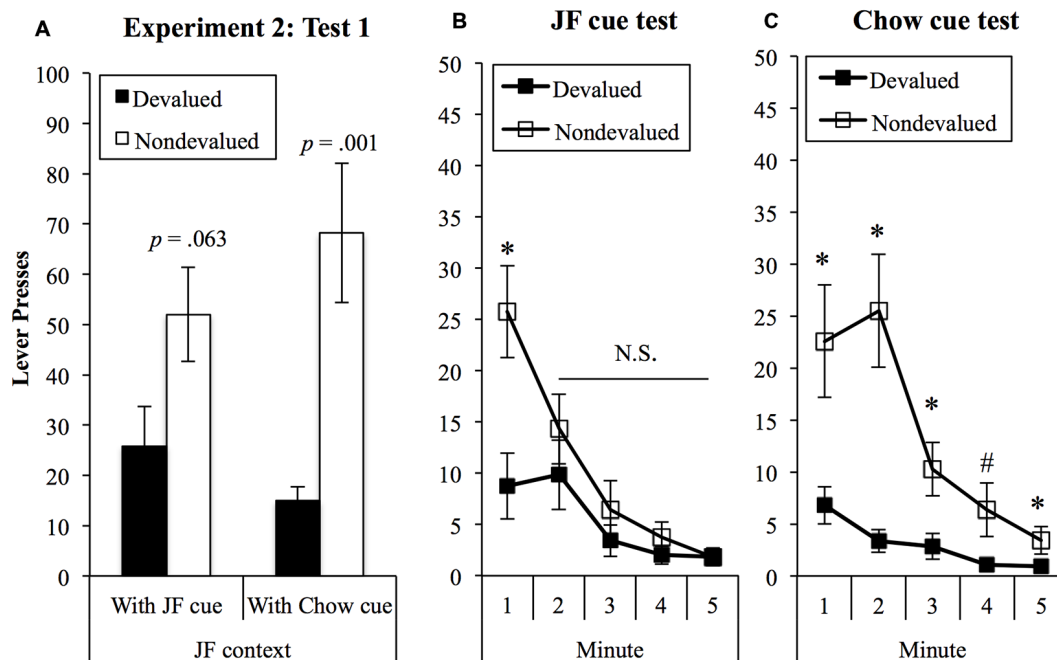 A
Experiment 2: Test 1
Devalued
Nondevalued
p = .063
p = .001
Lever Presses
100
90
80
70
60
50
40
30
20
10
0
With JF cue
With Chow cue
JF context
B
JF cue test
Devalued
Nondevalued
50
45
40
35
30
25
20
15
10
5
0
*
N.S.
1 2 3 4 5
Minute
C
Chow cue test
Devalued
Nondevalued
50
45
40
35
30
25
20
15
10
5
0
* * * # *
1 2 3 4 5
Minute